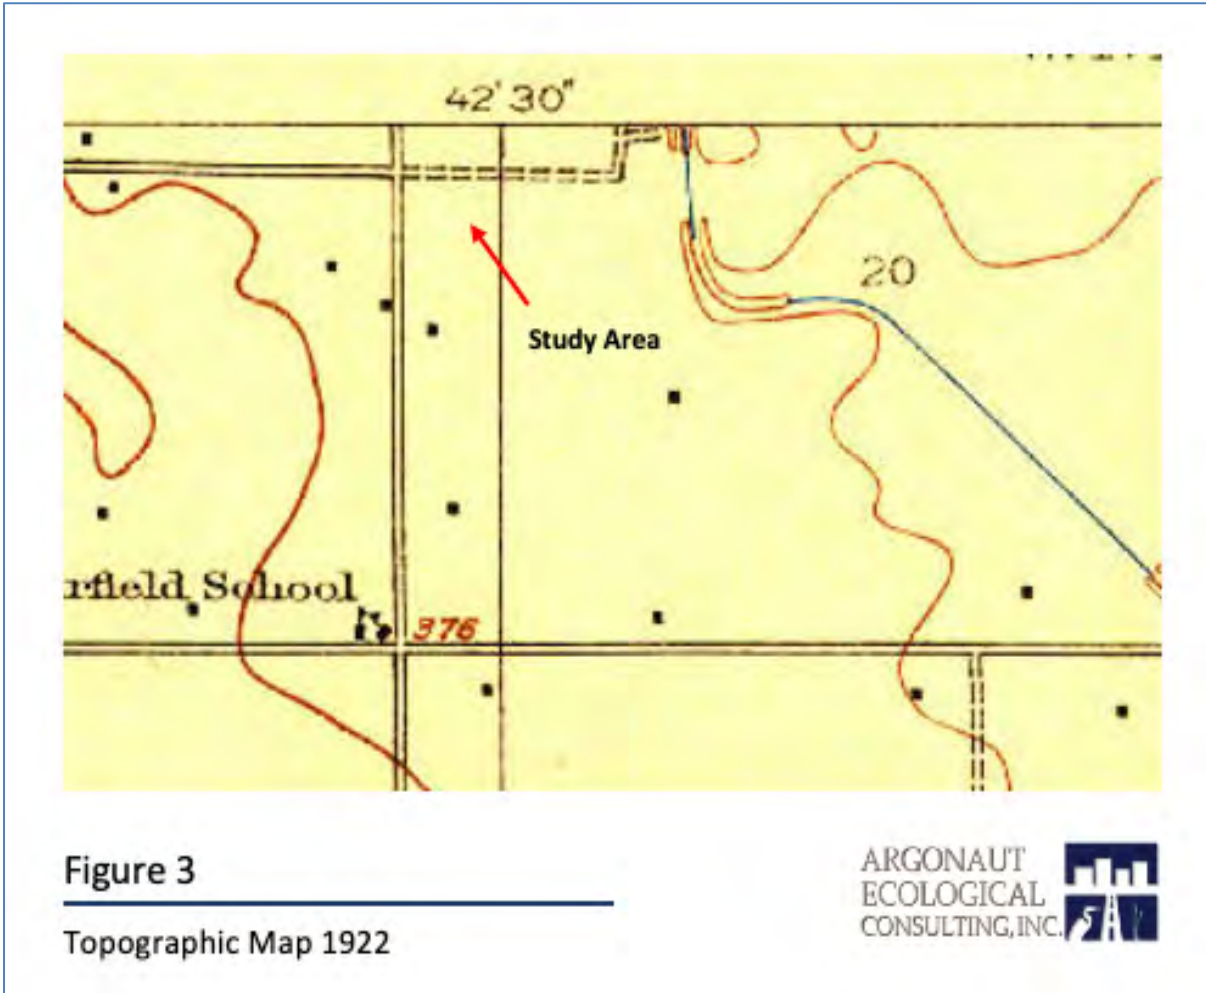 42' 30"
20
Study Area
rfield School
376
Figure 3
Topographic Map 1922
ARGONAUT
ECOLOGICAL
CONSULTING, INC.